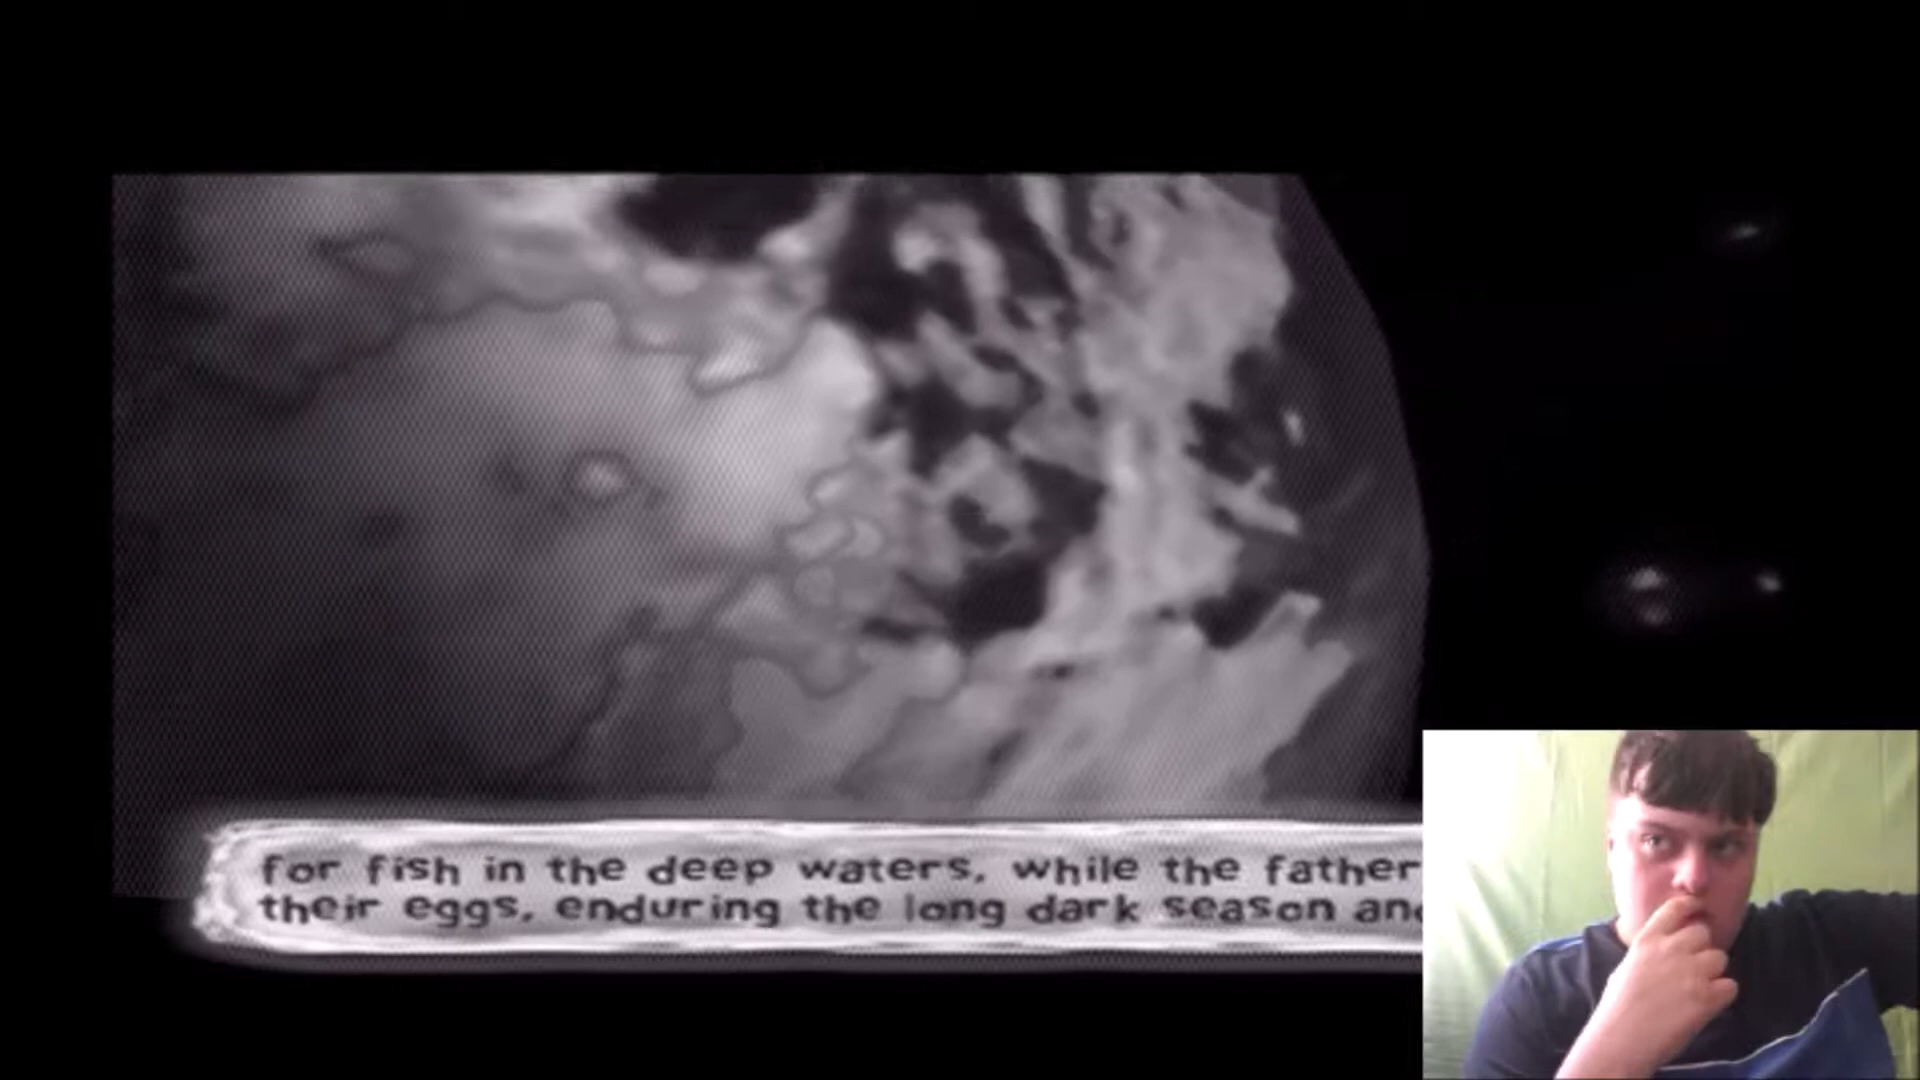 for fish in the deep waters, while the father
their eggs, enduring the long dark season